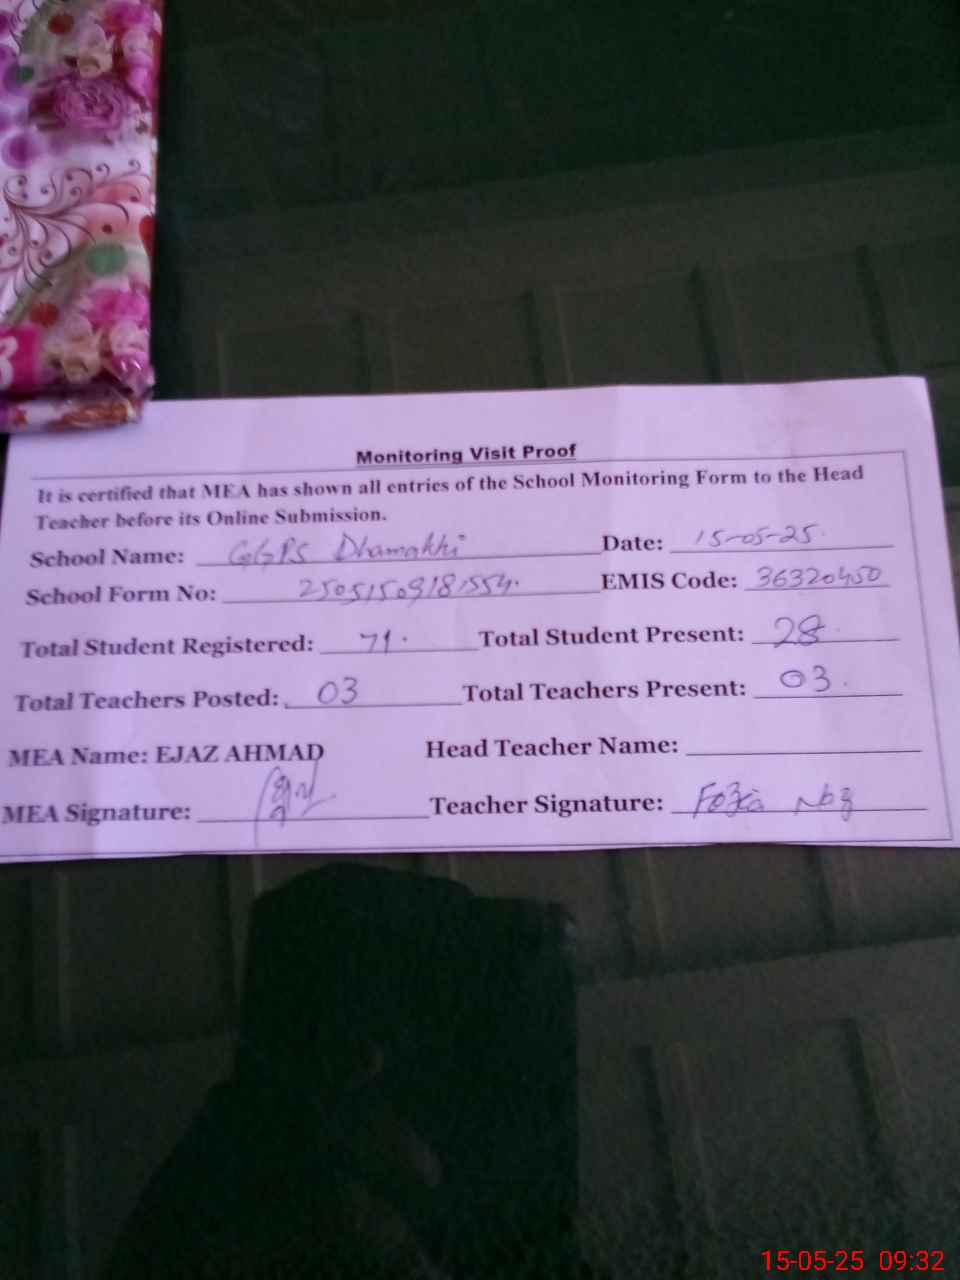 Monitoring Visit Proof
It is certified that MEA has shown all entries of the School Monitoring Form to the Head
Teacher before its Online Submission.
School Name: GGPS Dhamakhi Date: 15-05-25.
School Form No: EMIS Code: 36320450
Total Student Registered: 71. Total Student Present: 28.
Total Teachers Posted: 03 Total Teachers Present: 03.
MEA Name: EJAZ AHMAD Head Teacher Name:
MEA Signature: Teacher Signature: Fozia
15-05-25 09:32